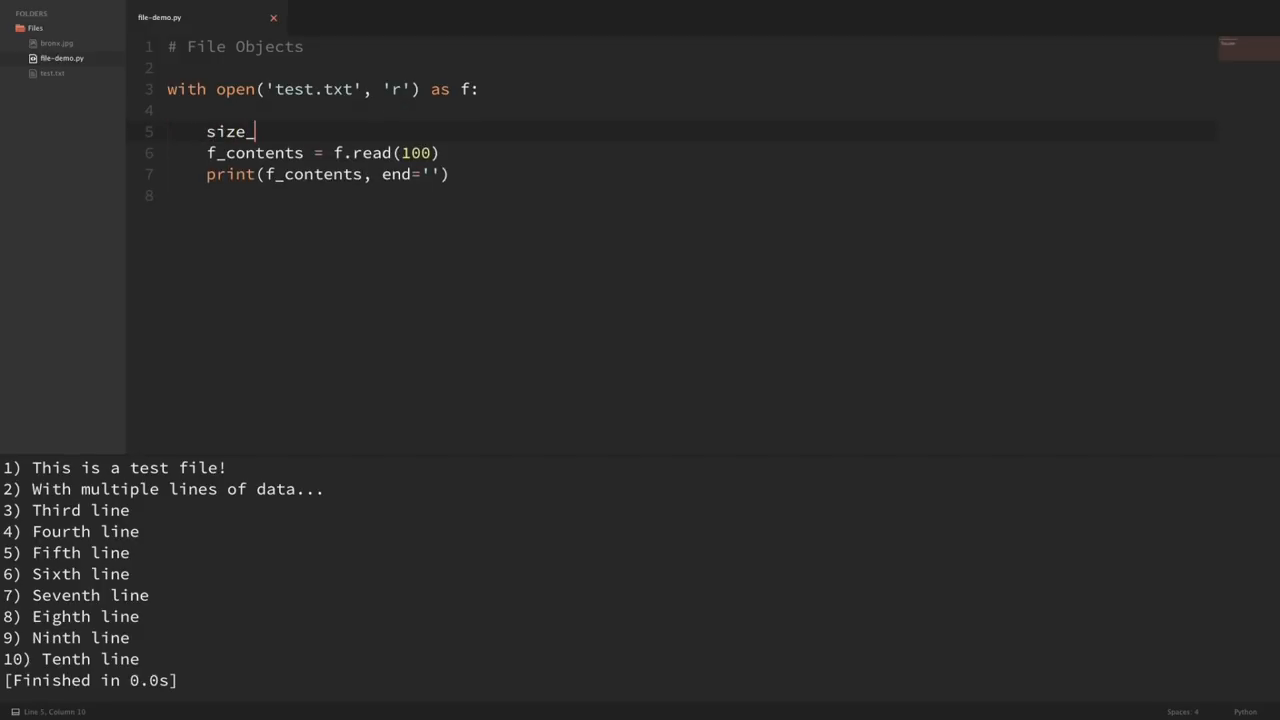 FOLDERS
Files
bronx.jpg
file-demo.py
test.txt
file-demo.py ×
1 # File Objects
2
3 with open('test.txt', 'r') as f:
4
5 size_
6 f_contents = f.read(100)
7 print(f_contents, end='')
8
1) This is a test file!
2) With multiple lines of data...
3) Third line
4) Fourth line
5) Fifth line
6) Sixth line
7) Seventh line
8) Eighth line
9) Ninth line
10) Tenth line
[Finished in 0.0s]
Line 5, Column 10
Spaces: 4
Python